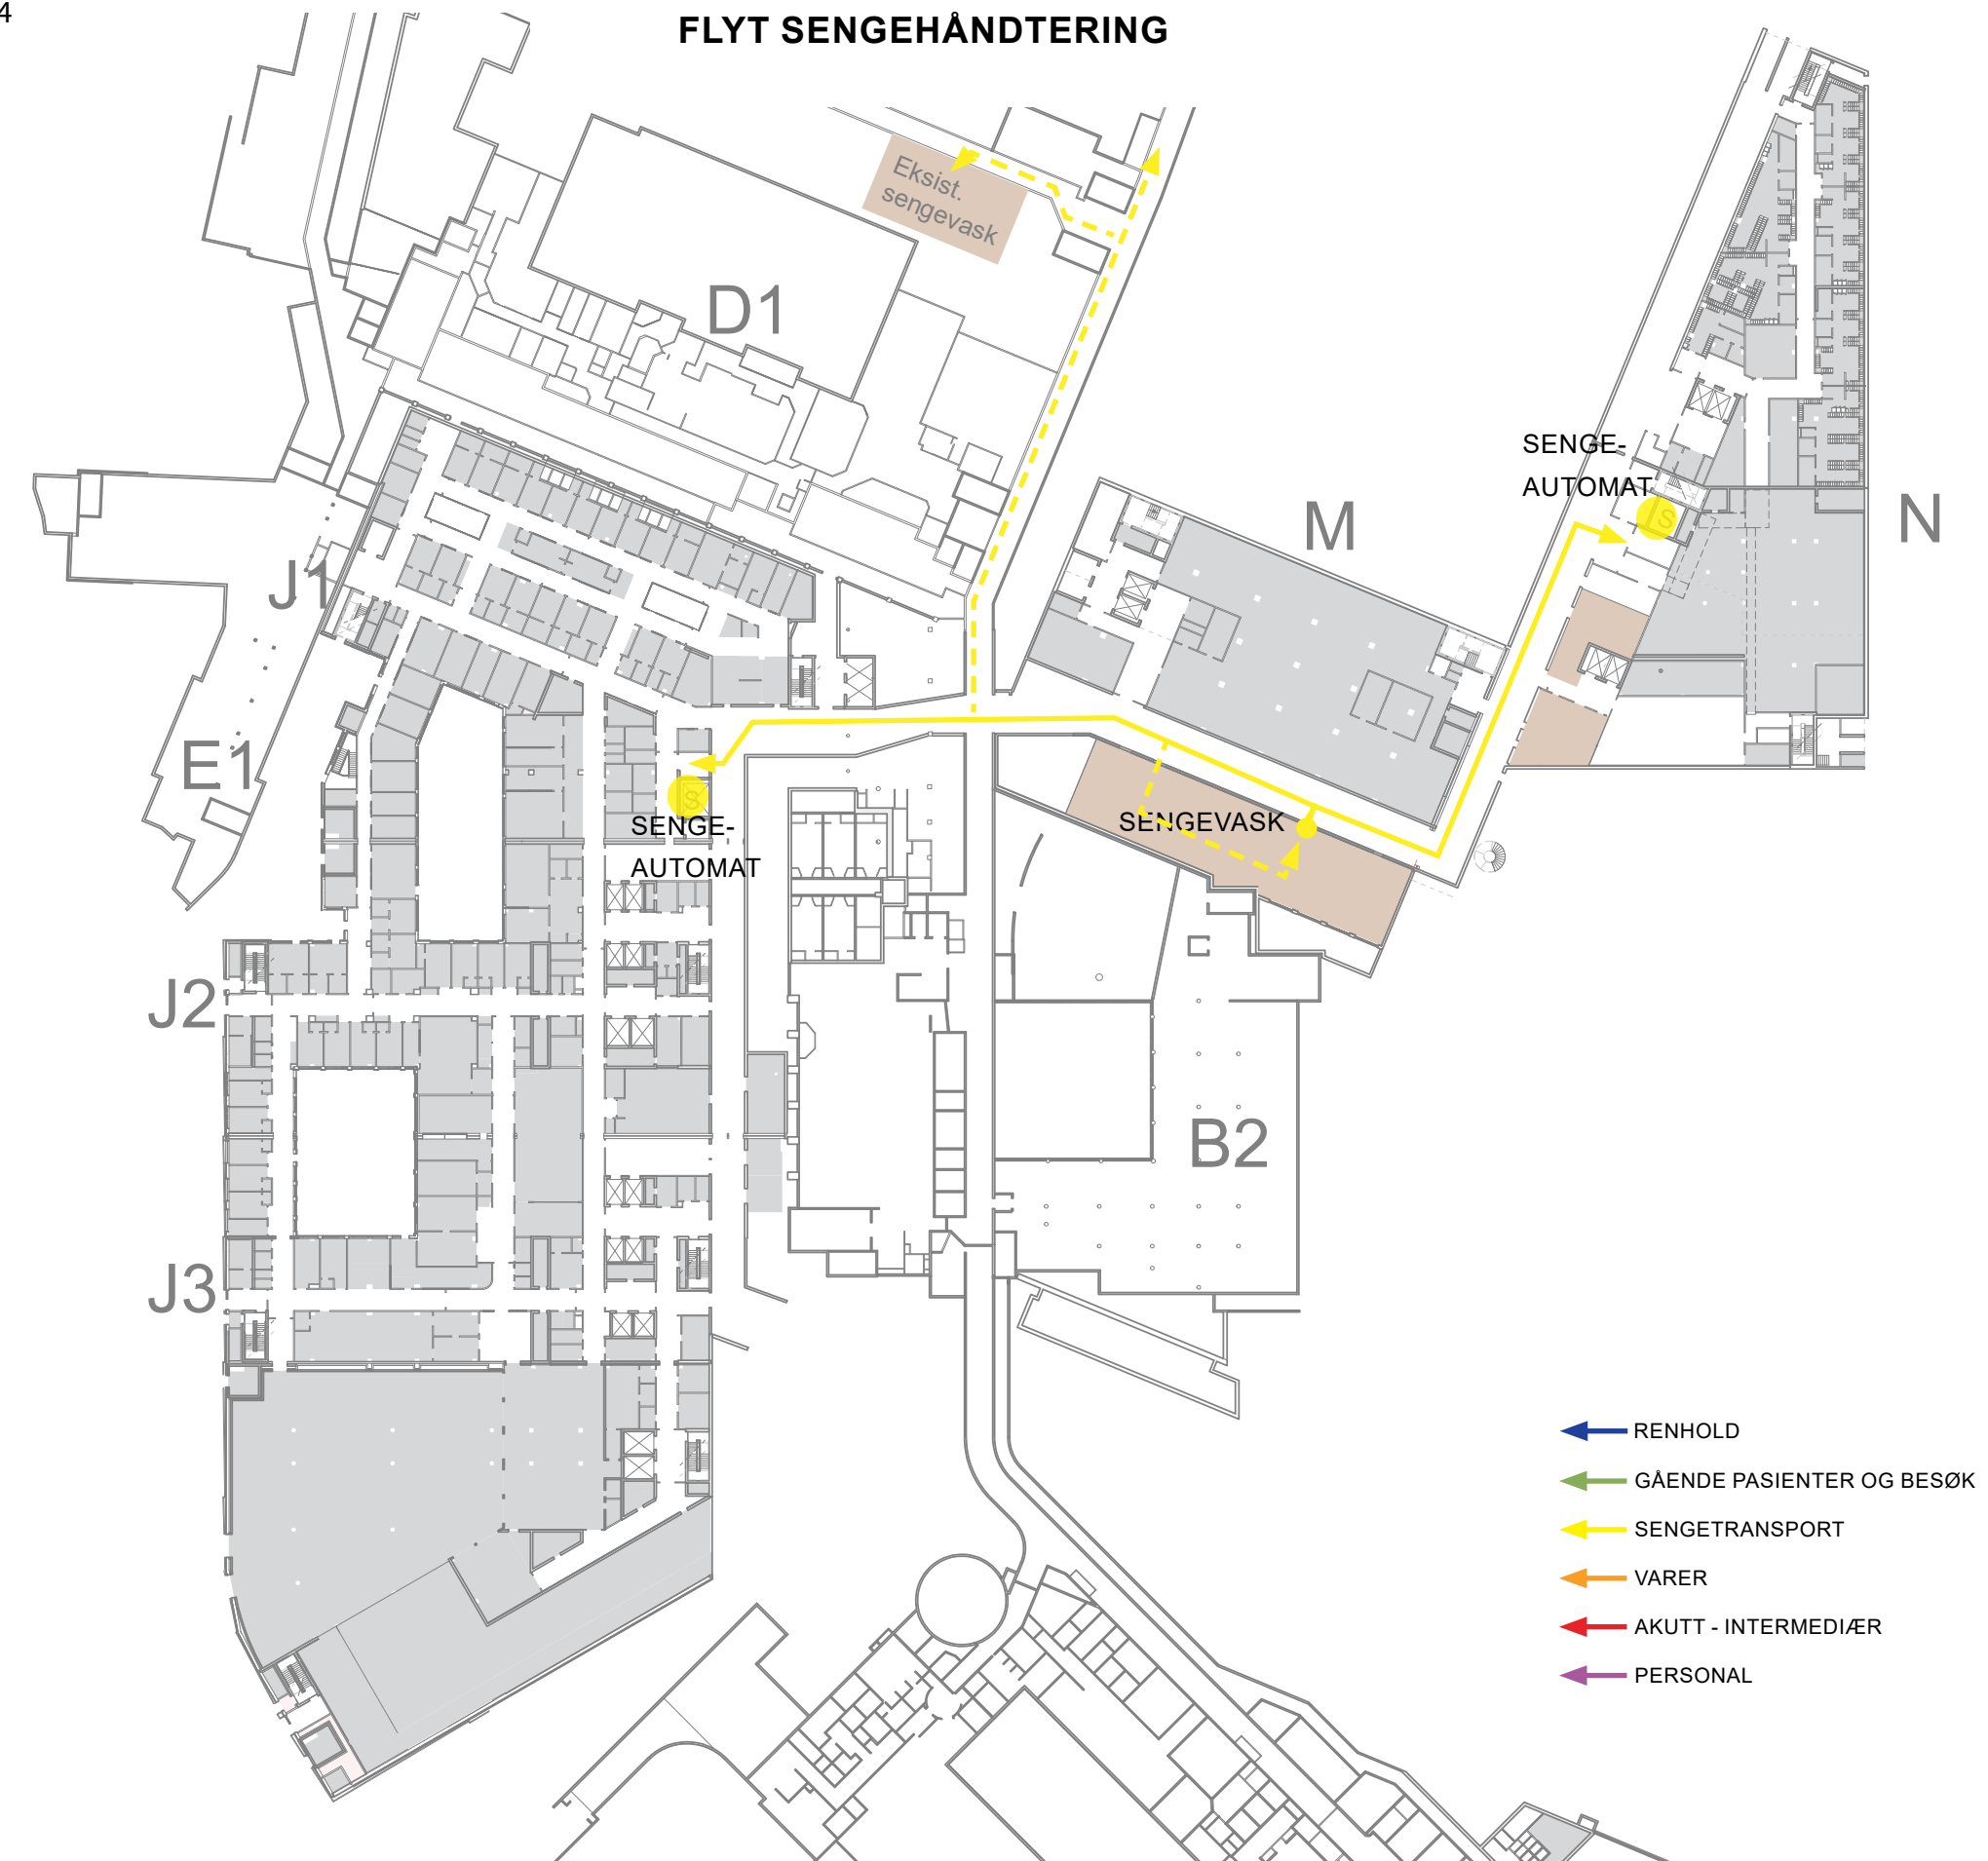 4
FLYT SENGEHÅNDTERING
Eksist.
sengevask
D1
SENGE-
AUTOMAT
S
M
N
J1
E1
S
SENGE-
AUTOMAT
SENGEVASK
J2
B2
J3
RENHOLD
GÅENDE PASIENTER OG BESØK
SENGETRANSPORT
VARER
AKUTT - INTERMEDIÆR
PERSONAL